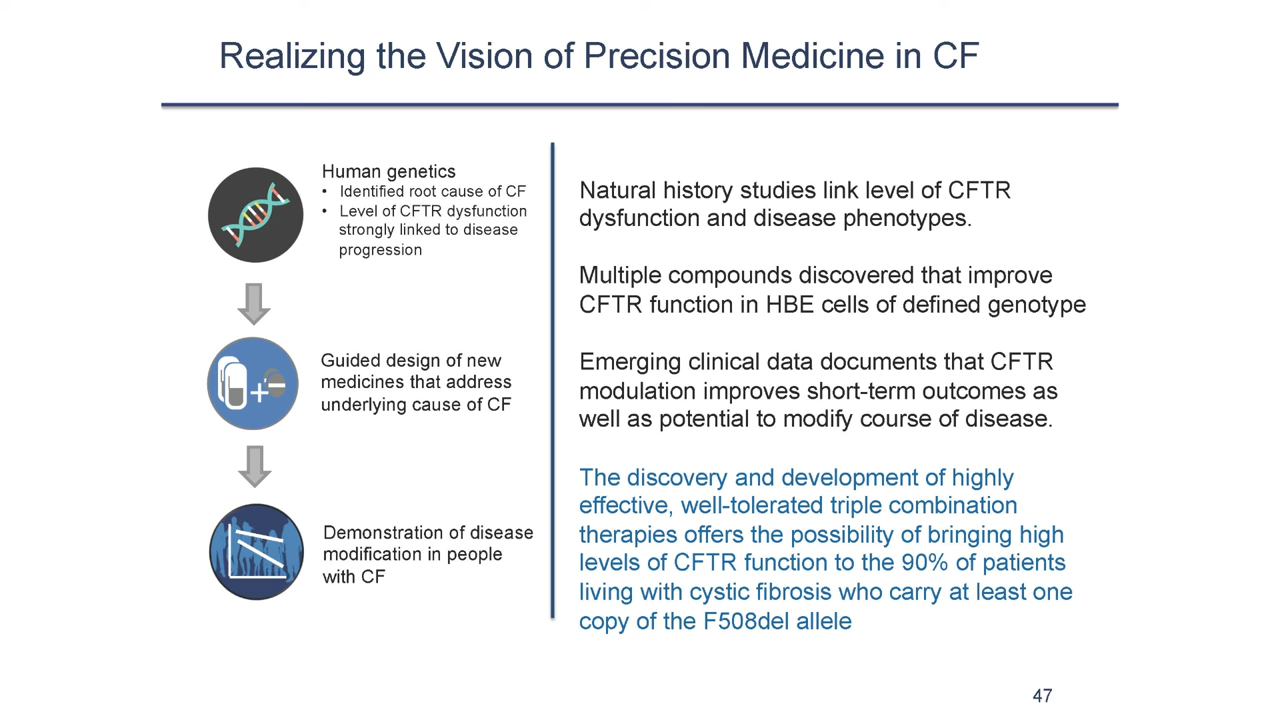 Realizing the Vision of Precision Medicine in CF
Human genetics
• Identified root cause of CF
• Level of CFTR dysfunction
strongly linked to disease
progression
Guided design of new
medicines that address
underlying cause of CF
Demonstration of disease
modification in people
with CF
Natural history studies link level of CFTR
dysfunction and disease phenotypes.
Multiple compounds discovered that improve
CFTR function in HBE cells of defined genotype
Emerging clinical data documents that CFTR
modulation improves short-term outcomes as
well as potential to modify course of disease.
The discovery and development of highly
effective, well-tolerated triple combination
therapies offers the possibility of bringing high
levels of CFTR function to the 90% of patients
living with cystic fibrosis who carry at least one
copy of the F508del allele
47